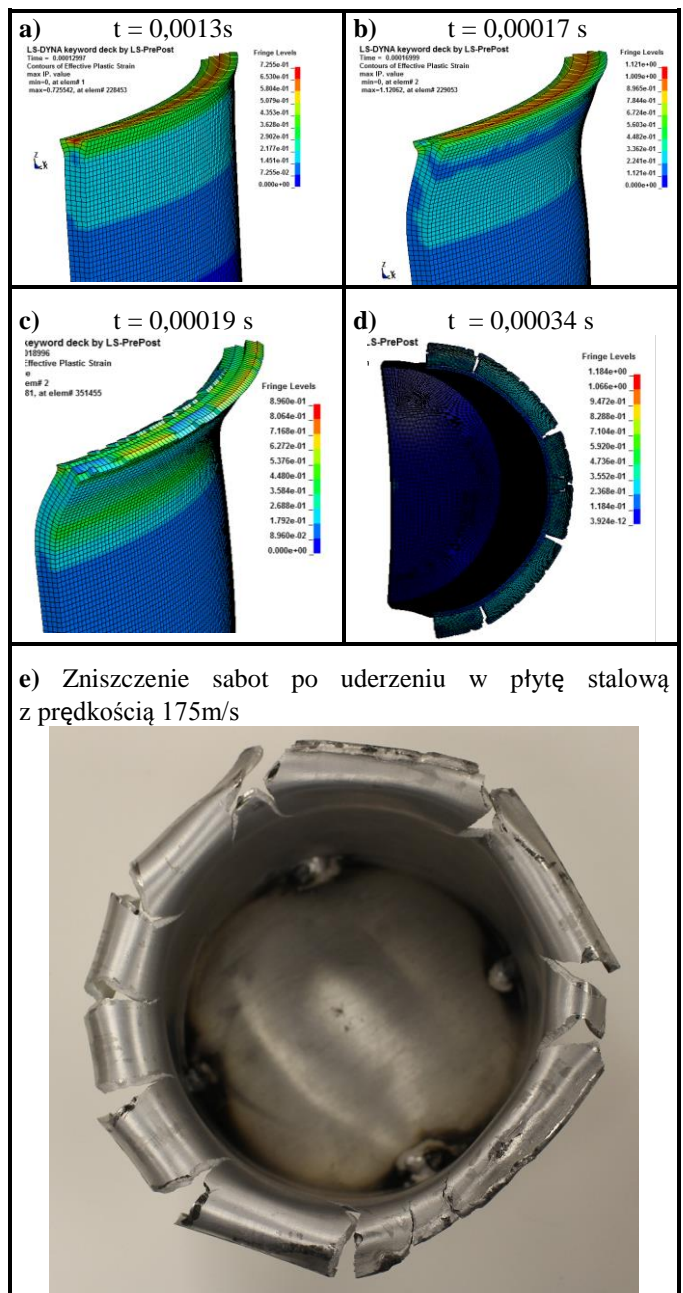 a) t = 0,0013s
LS-DYNA keyword deck by LS-PrePost
Time = 0.00012997
Contours of Effective Plastic Strain
max IP. value
min=0, at elem# 1
max=0.725542, at elem# 228453
Fringe Levels
7.255e-01
6.530e-01
5.804e-01
5.079e-01
4.353e-01
3.628e-01
2.902e-01
2.177e-01
1.451e-01
7.255e-02
0.000e+00
b) t = 0,00017 s
LS-DYNA keyword deck by LS-PrePost
Time = 0.00016999
Contours of Effective Plastic Strain
max IP. value
min=0, at elem# 2
max=1.12062, at elem# 229053
Fringe Levels
1.121e+00
1.009e+00
8.965e-01
7.844e-01
6.724e-01
5.603e-01
4.482e-01
3.362e-01
2.241e-01
1.121e-01
0.000e+00
c) t = 0,00019 s
keyword deck by LS-PrePost
018996
Effective Plastic Strain
e
em# 2
81, at elem# 351455
Fringe Levels
8.960e-01
8.064e-01
7.168e-01
6.272e-01
5.376e-01
4.480e-01
3.584e-01
2.688e-01
1.792e-01
8.960e-02
0.000e+00
d) t = 0,00034 s
.S-PrePost
Fringe Levels
1.184e+00
1.066e+00
9.472e-01
8.288e-01
7.104e-01
5.920e-01
4.736e-01
3.552e-01
2.368e-01
1.184e-01
3.924e-12
e) Zniszczenie sabot po uderzeniu w płytę stalową
z prędkością 175m/s